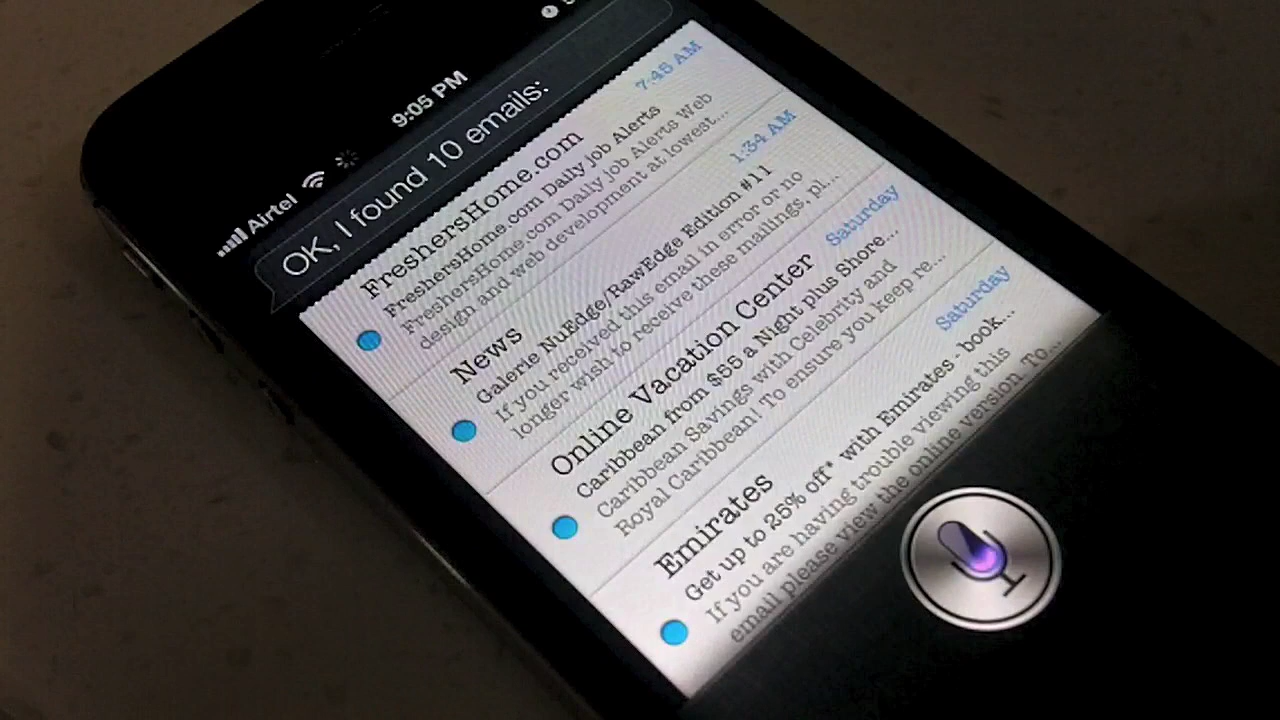 Airtel 9:05 PM
OK, I found 10 emails:
FreshersHome.com 7:45 AM
FreshersHome.com Daily job Alerts
FreshersHome.com Daily job Alerts Web
design and web development at lowest...
News 1:34 AM
Galerie NuEdge/RawEdge Edition #11
If you received this email in error or no
longer wish to receive these mailings, pl...
Online Vacation Center Saturday
Caribbean from $55 a Night plus Shore...
Caribbean Savings with Celebrity and
Royal Caribbean! To ensure you keep re...
Emirates Saturday
Get up to 25% off* with Emirates - book...
If you are having trouble viewing this
email please view the online version. To...